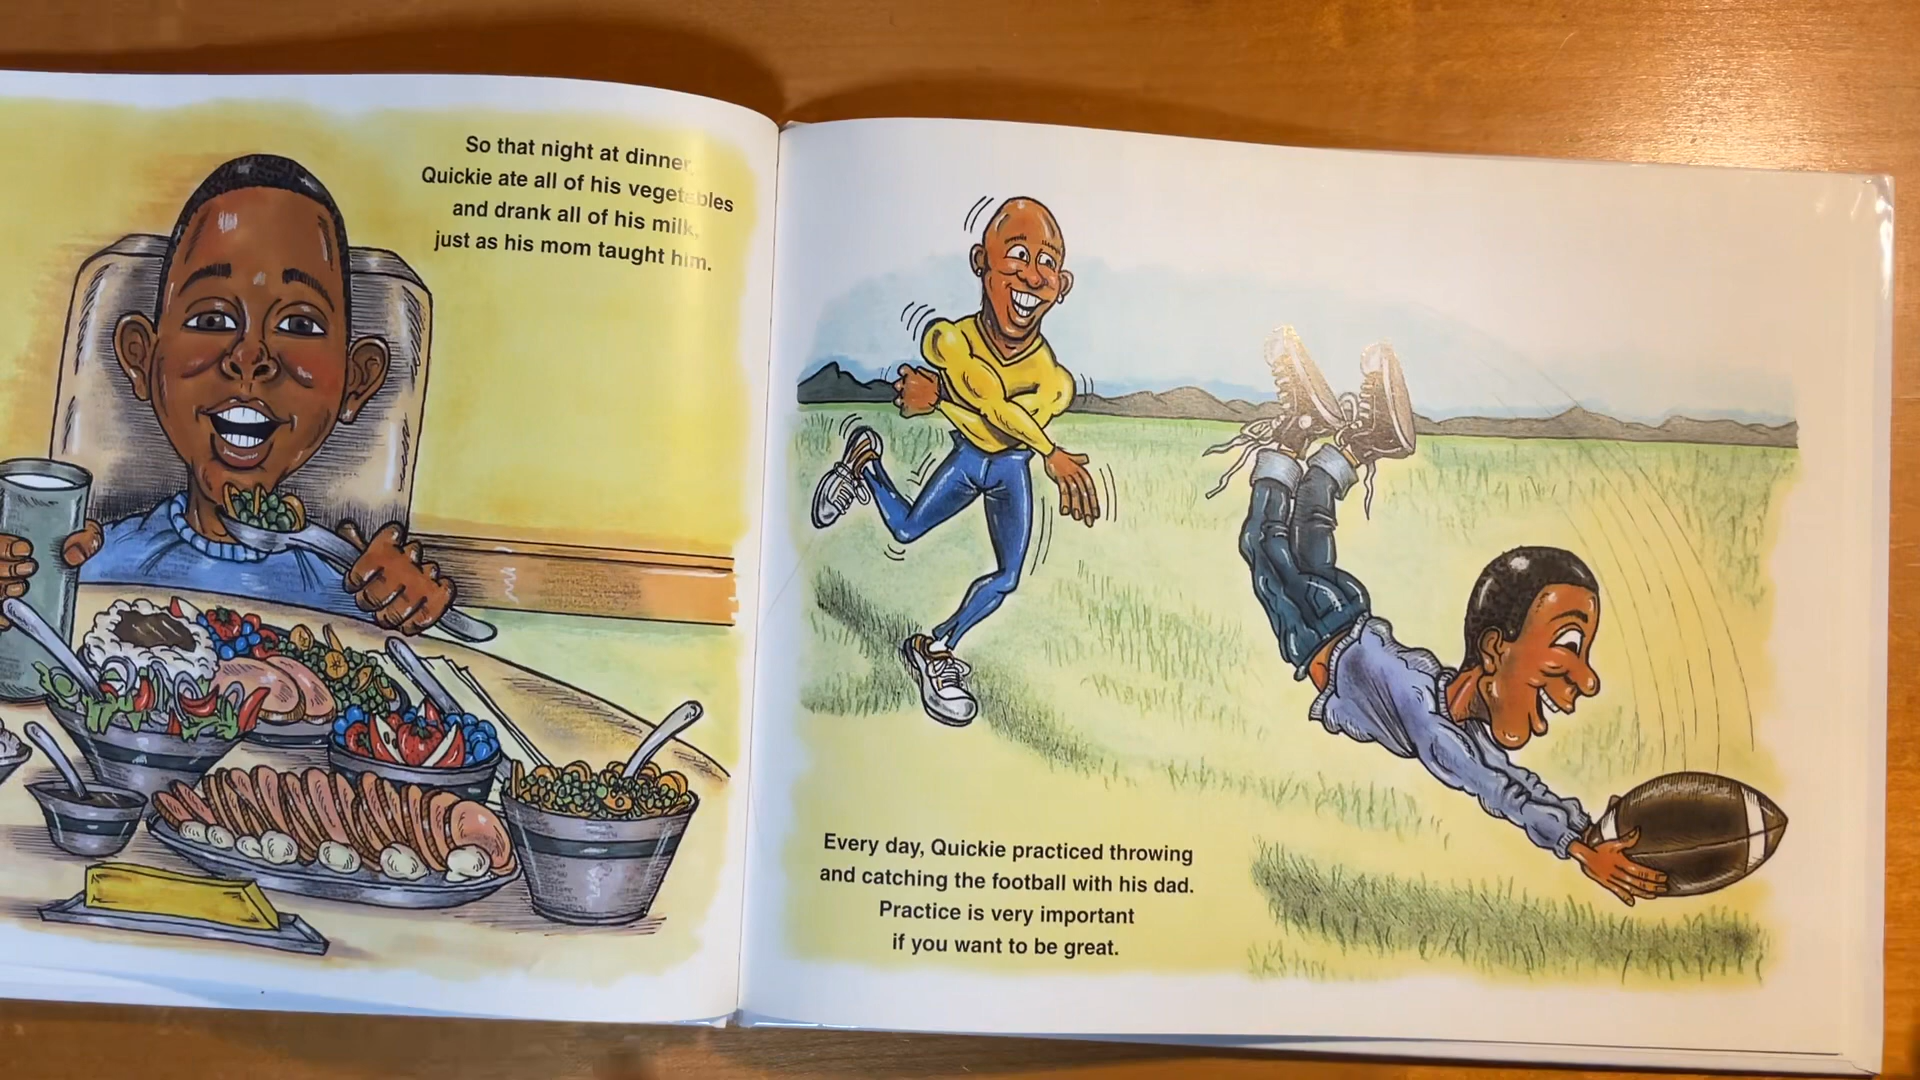 So that night at dinner,
Quickie ate all of his vegetables
and drank all of his milk,
just as his mom taught him.
Every day, Quickie practiced throwing
and catching the football with his dad.
Practice is very important
if you want to be great.